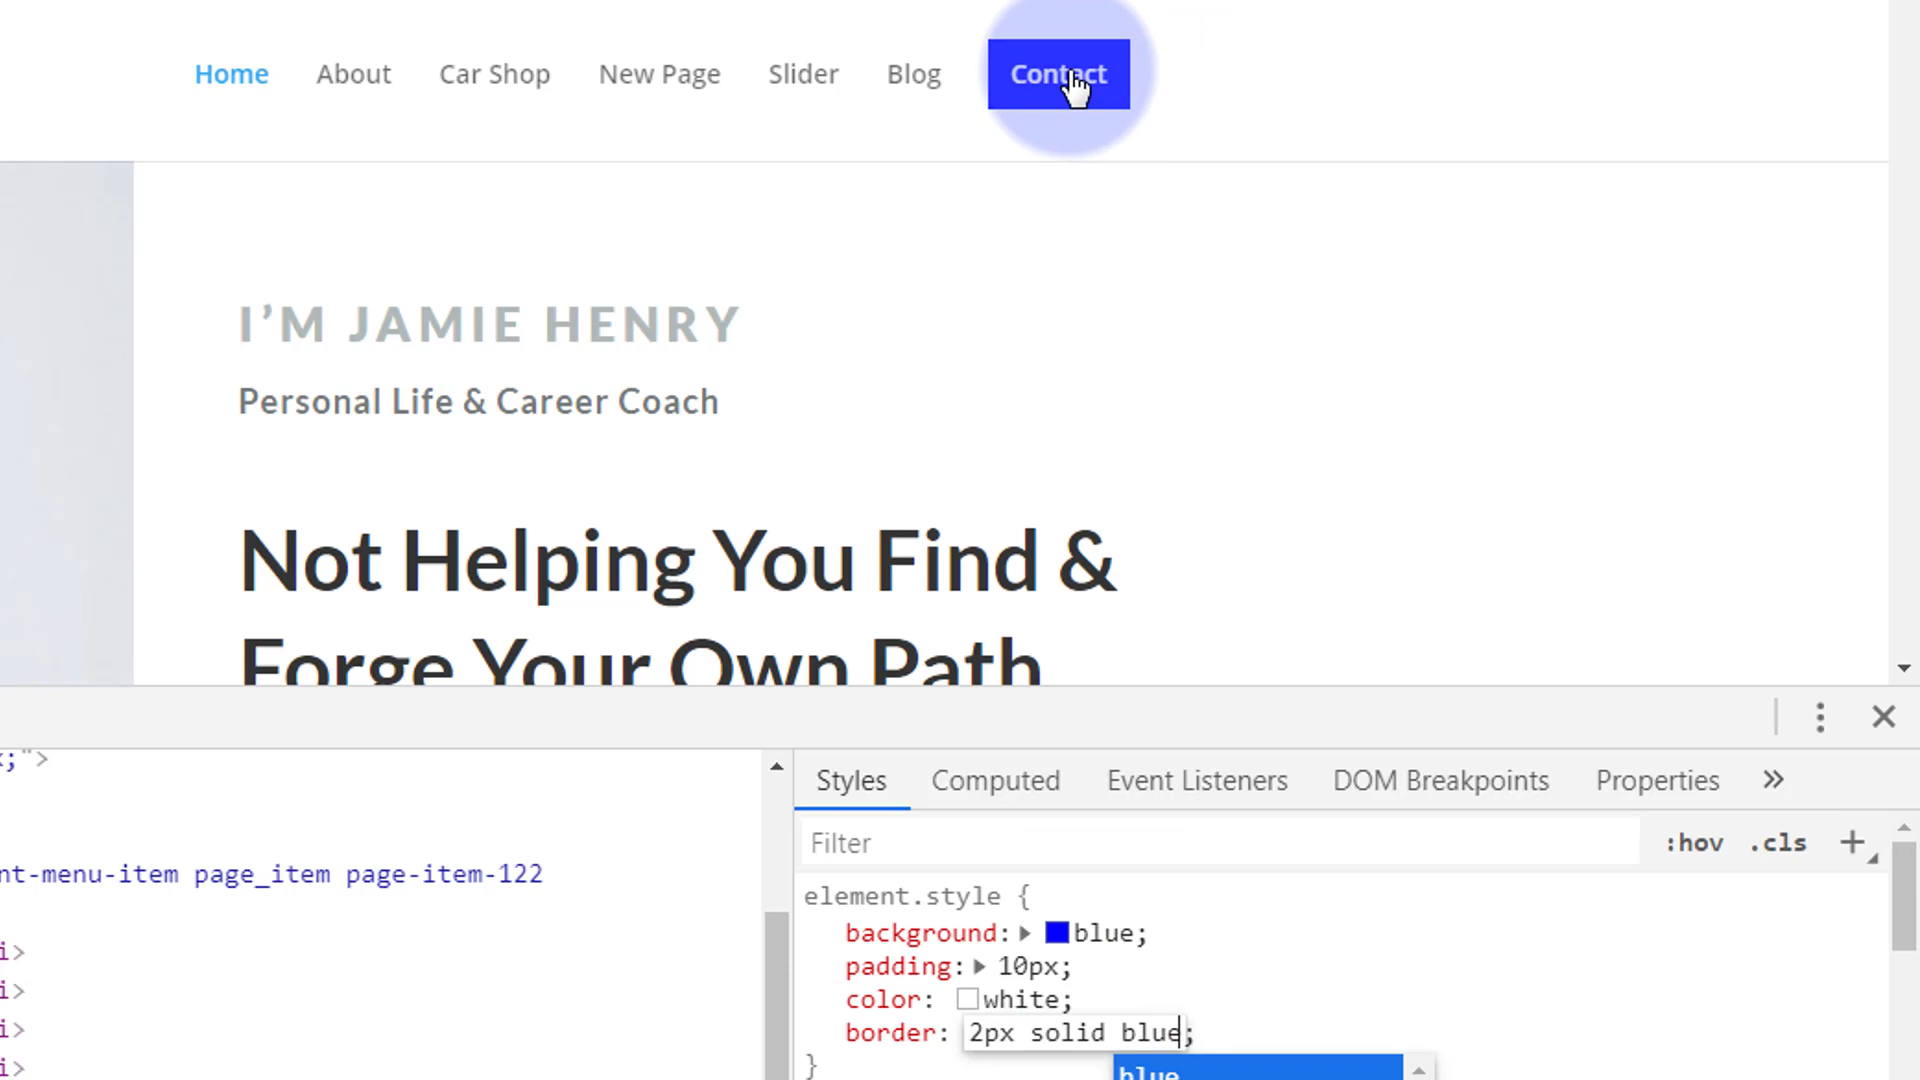 Home About Car Shop New Page Slider Blog Contact
I’M JAMIE HENRY
Personal Life & Career Coach
Not Helping You Find &
Forge Your Own Path
;">
Styles Computed Event Listeners DOM Breakpoints Properties »
Filter :hov .cls +
nt-menu-item page_item page-item-122
element.style {
background: blue;
i>
padding: 10px;
i>
color: white;
i>
border: 2px solid blue;
i>
}
blue